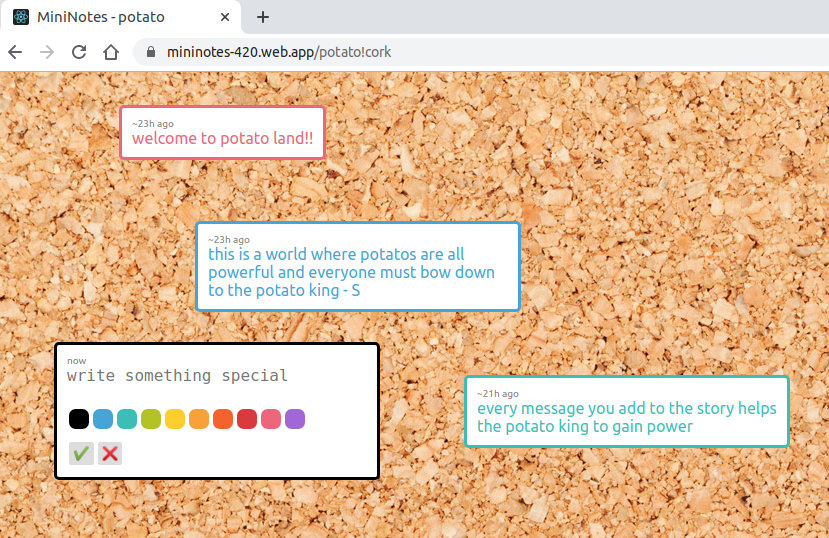 MiniNotes - potato
mininotes-420.web.app/potato!cork
~23h ago
welcome to potato land!!
~23h ago
this is a world where potatos are all
powerful and everyone must bow down
to the potato king - S
now
write something special
~21h ago
every message you add to the story helps
the potato king to gain power